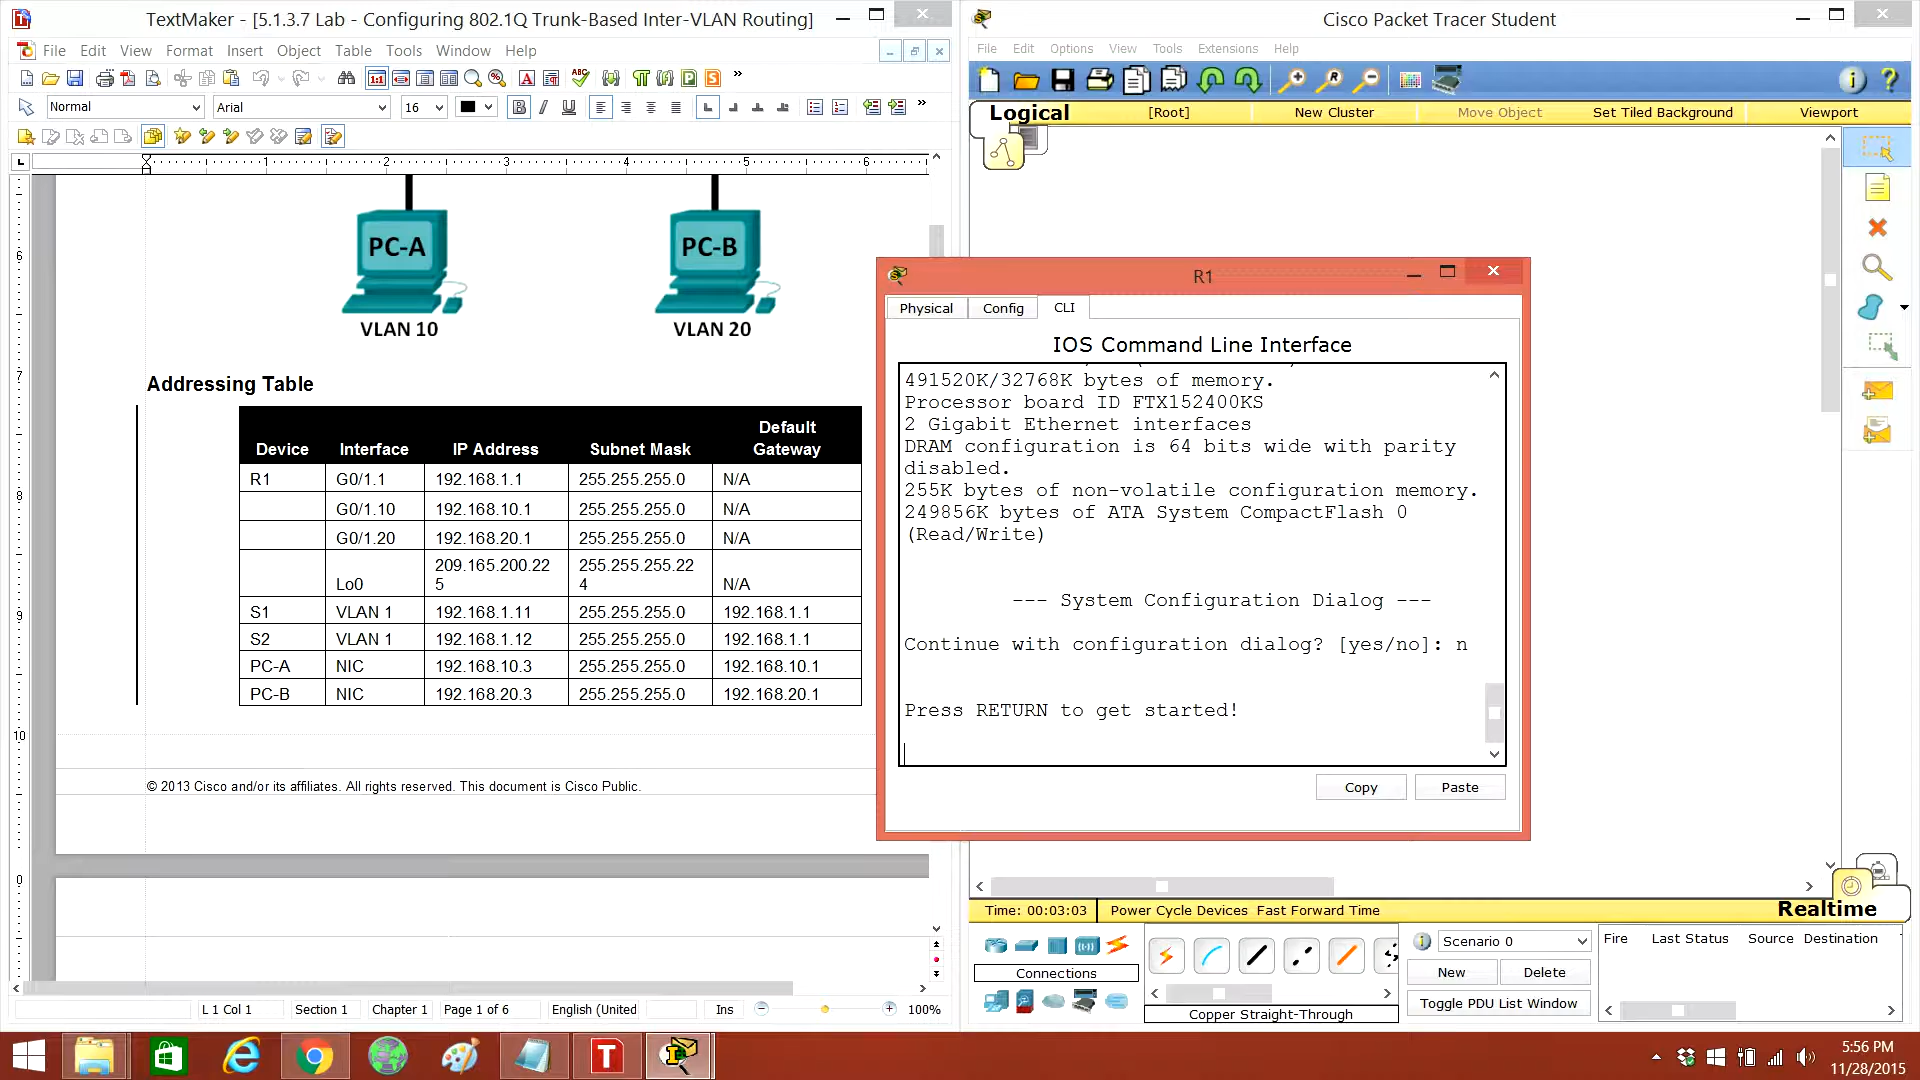 TextMaker - [5.1.3.7 Lab - Configuring 802.1Q Trunk-Based Inter-VLAN Routing]
File Edit View Format Insert Object Table Tools Window Help
Normal Arial 16
1 2 3 4 5 6
PC-A PC-B
VLAN 10 VLAN 20
Addressing Table
Device Interface IP Address Subnet Mask Default Gateway
R1 G0/1.1 192.168.1.1 255.255.255.0 N/A
G0/1.10 192.168.10.1 255.255.255.0 N/A
G0/1.20 192.168.20.1 255.255.255.0 N/A
Lo0 209.165.200.225 255.255.255.224 N/A
S1 VLAN 1 192.168.1.11 255.255.255.0 192.168.1.1
S2 VLAN 1 192.168.1.12 255.255.255.0 192.168.1.1
PC-A NIC 192.168.10.3 255.255.255.0 192.168.10.1
PC-B NIC 192.168.20.3 255.255.255.0 192.168.20.1
© 2013 Cisco and/or its affiliates. All rights reserved. This document is Cisco Public.
6
7
8
9
10
0
L 1 Col 1 Section 1 Chapter 1 Page 1 of 6 English (United Ins 100%
Cisco Packet Tracer Student
File Edit Options View Tools Extensions Help
Logical [Root] New Cluster Move Object Set Tiled Background Viewport
R1
Physical Config CLI
IOS Command Line Interface
491520K/32768K bytes of memory.
Processor board ID FTX152400KS
2 Gigabit Ethernet interfaces
DRAM configuration is 64 bits wide with parity
disabled.
255K bytes of non-volatile configuration memory.
249856K bytes of ATA System CompactFlash 0
(Read/Write)
--- System Configuration Dialog ---
Continue with configuration dialog? [yes/no]: n
Press RETURN to get started!
Copy Paste
Time: 00:03:03 Power Cycle Devices Fast Forward Time
Realtime
Connections
Copper Straight-Through
Scenario 0
New Delete
Toggle PDU List Window
Fire Last Status Source Destination
5:56 PM
11/28/2015